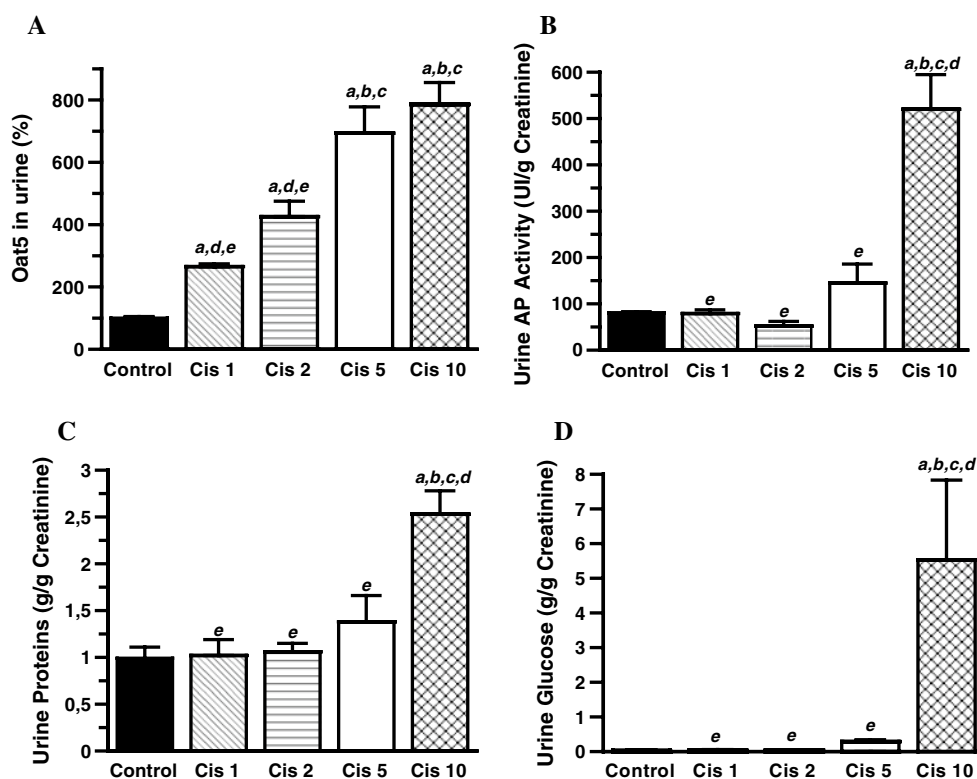 A
Oat5 in urine (%)
800
600
400
200
0
a,d,e
a,d,e
a,b,c
a,b,c
Control Cis 1 Cis 2 Cis 5 Cis 10
B
Urine AP Activity (UI/g Creatinine)
600
550
500
300
200
150
100
50
0
e
e
e
a,b,c,d
Control Cis 1 Cis 2 Cis 5 Cis 10
C
Urine Proteins (g/g Creatinine)
3
2,5
2
1,5
1
0,5
0
e
e
e
a,b,c,d
Control Cis 1 Cis 2 Cis 5 Cis 10
D
Urine Glucose (g/g Creatinine)
8
7
6
5
4
3
2
1
0
e
e
e
a,b,c,d
Control Cis 1 Cis 2 Cis 5 Cis 10